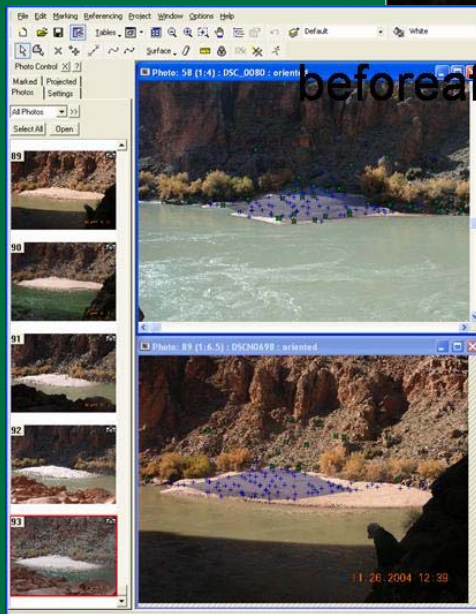 File Edit Marking Referencing Project Window Options Help
Tables Default White
Surface
Photo Control X ?
Marked Projected
Photos Settings
All Photos >>
Select All Open
89
90
91
92
93
Photo: 58 (1:4) : DSC_0080 : oriented
beforeaf
Photo: 89 (1:6.5) : DSCN0698 : oriented
11.26.2004 12:39